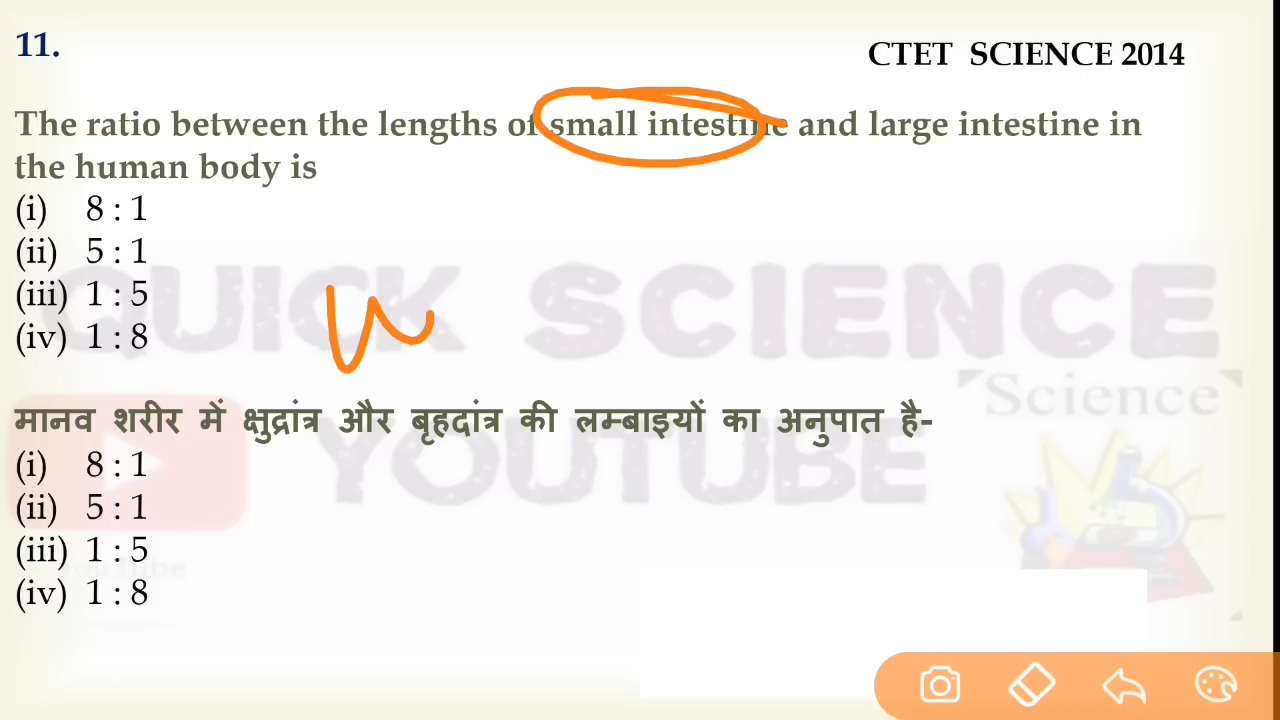 11.
CTET SCIENCE 2014
The ratio between the lengths of small intestine and large intestine in
the human body is
(i) 8 : 1
(ii) 5 : 1
(iii) 1 : 5
(iv) 1 : 8
QUICK SCIENCE
Science
मानव शरीर में क्षुद्रांत्र और बृहदांत्र की लम्बाइयों का अनुपात है-
YOUTUBE
(i) 8 : 1
(ii) 5 : 1
(iii) 1 : 5
(iv) 1 : 8